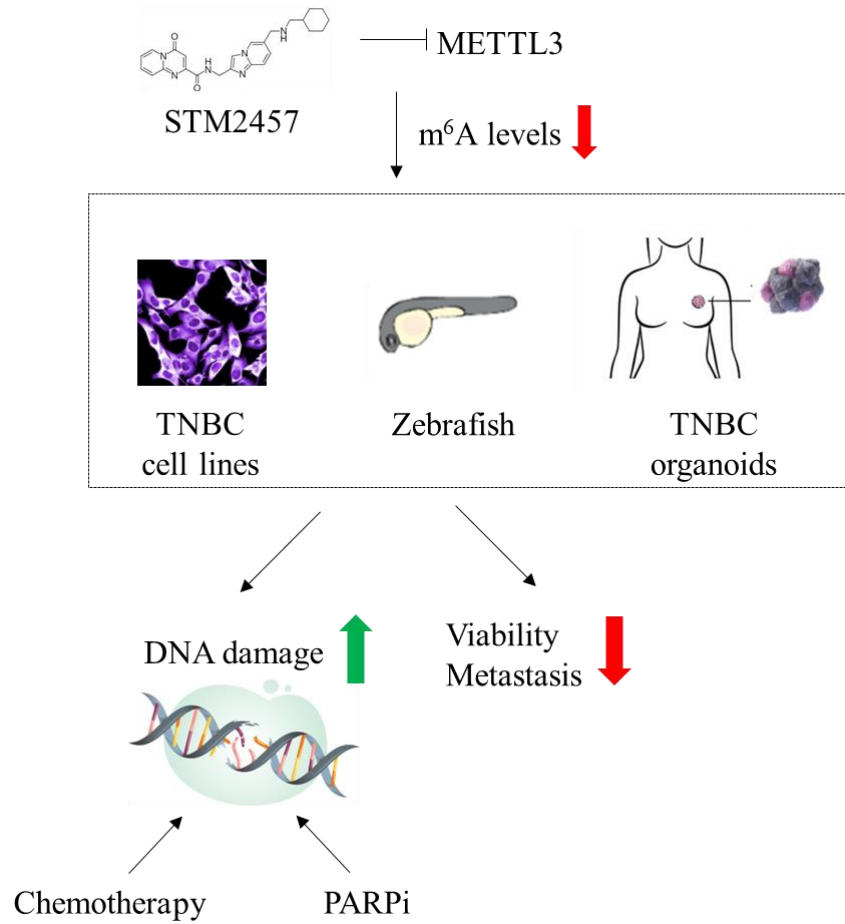 STM2457
METTL3
m⁶A levels
TNBC
cell lines
Zebrafish
TNBC
organoids
DNA damage
Viability
Metastasis
Chemotherapy
PARPi
O
N
N
O
N
H
N
N
N
H